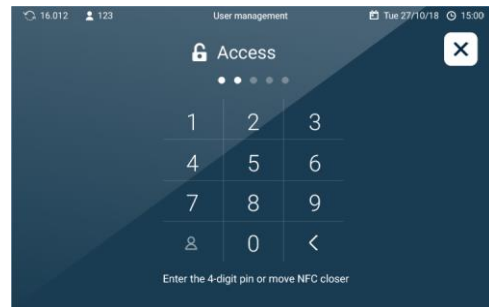 16.012 123 User management Tue 27/10/18 15:00
Access
1 2 3
4 5 6
7 8 9
0
Enter the 4-digit pin or move NFC closer